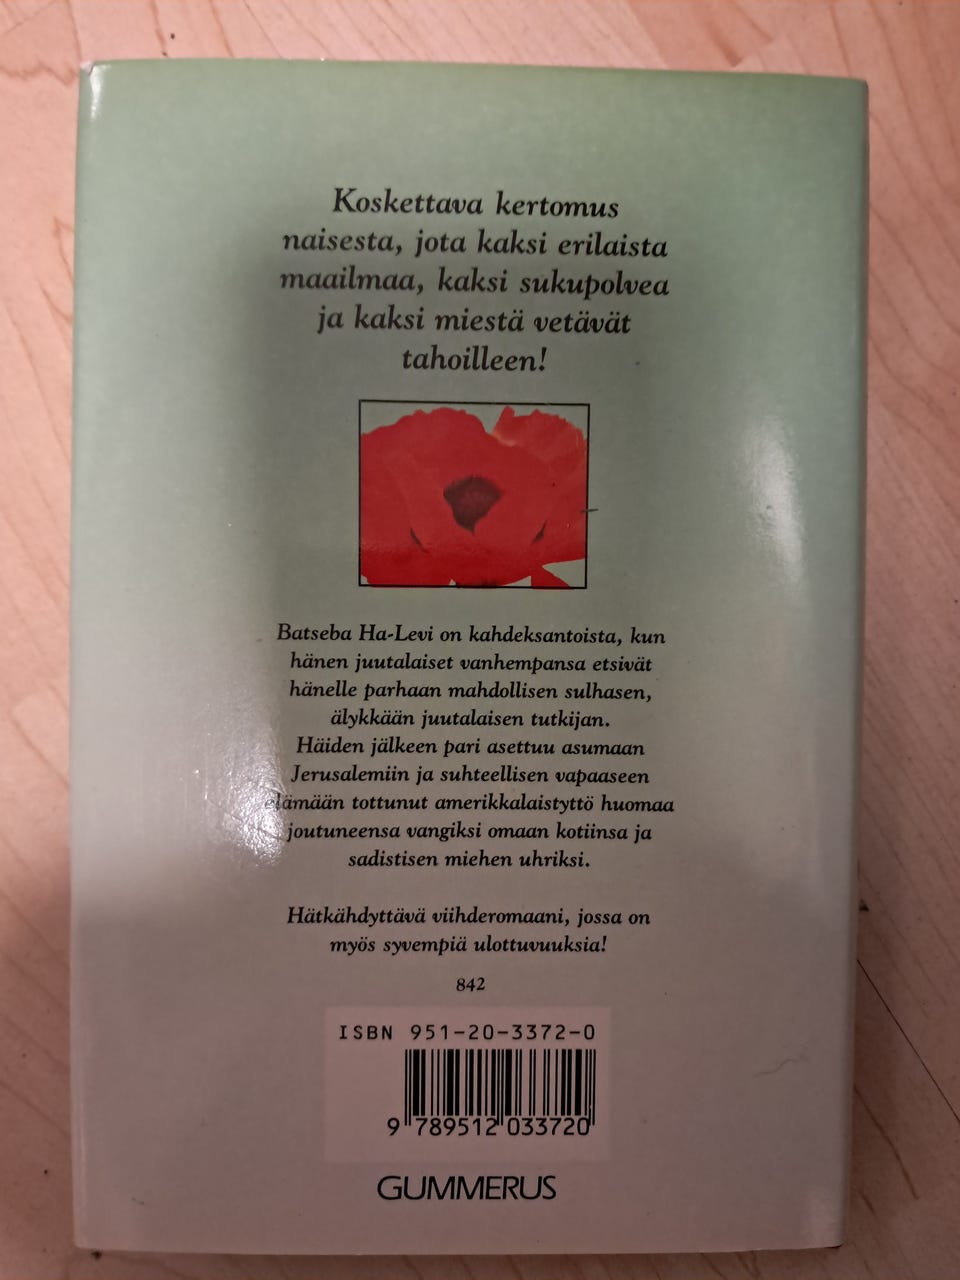 Koskettava kertomus
naisesta, jota kaksi erilaista
maailmaa, kaksi sukupolvea
ja kaksi miestä vetävät
tahoilleen!
Batseba Ha-Levi on kahdeksantoista, kun
hänen juutalaiset vanhempansa etsivät
hänelle parhaan mahdollisen sulhasen,
älykkään juutalaisen tutkijan.
Häiden jälkeen pari asettuu asumaan
Jerusalemiin ja suhteellisen vapaaseen
elämään tottunut amerikkalaistyttö huomaa
joutuneensa vangiksi omaan kotiinsa ja
sadistisen miehen uhriksi.
Hätkähdyttävä viihderomaani, jossa on
myös syvempiä ulottuvuuksia!
842
ISBN 951-20-3372-0
9 789512 033720
GUMMERUS